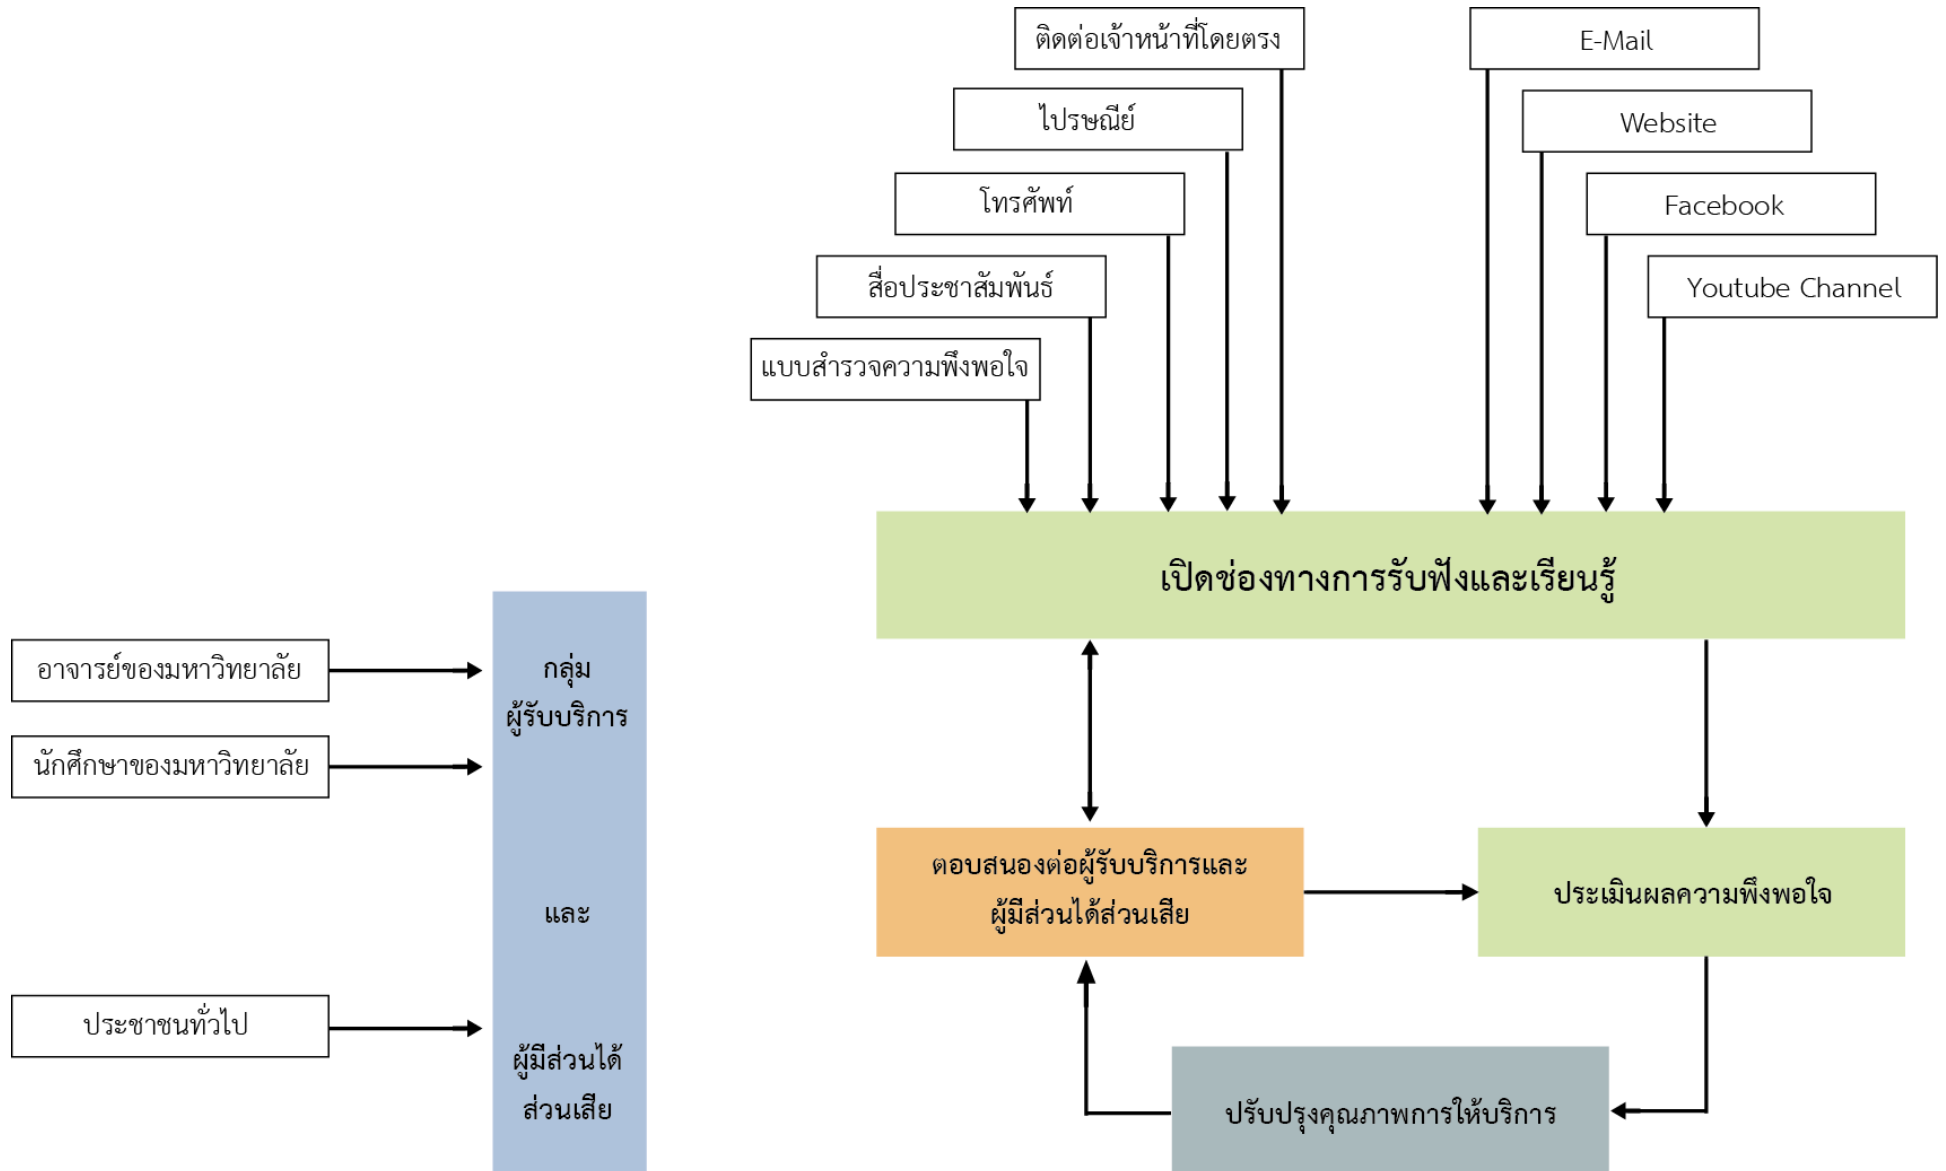 ติดต่อเจ้าหน้าที่โดยตรง
E-Mail
ไปรษณีย์
Website
โทรศัพท์
Facebook
สื่อประชาสัมพันธ์
Youtube Channel
แบบสำรวจความพึงพอใจ
เปิดช่องทางการรับฟังและเรียนรู้
อาจารย์ของมหาวิทยาลัย
นักศึกษาของมหาวิทยาลัย
ประชาชนทั่วไป
กลุ่ม
ผู้รับบริการ
และ
ผู้มีส่วนได้
ส่วนเสีย
ตอบสนองต่อผู้รับบริการและ
ผู้มีส่วนได้ส่วนเสีย
ประเมินผลความพึงพอใจ
ปรับปรุงคุณภาพการให้บริการ